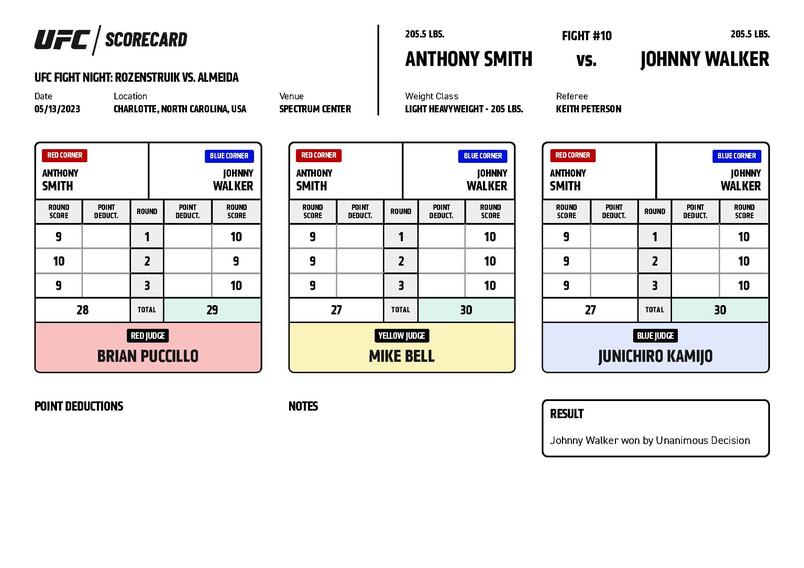 UFC / SCORECARD
UFC FIGHT NIGHT: ROZENSTRUIK VS. ALMEIDA
Date Location Venue
05/13/2023 CHARLOTTE, NORTH CAROLINA, USA SPECTRUM CENTER
205.5 LBS. FIGHT #10 205.5 LBS.
ANTHONY SMITH vs. JOHNNY WALKER
Weight Class Referee
LIGHT HEAVYWEIGHT - 205 LBS. KEITH PETERSON
RED CORNER BLUE CORNER
ANTHONY JOHNNY
SMITH WALKER
ROUND SCORE POINT DEDUCT. ROUND POINT DEDUCT. ROUND SCORE
9 1 10
10 2 9
9 3 10
28 TOTAL 29
RED JUDGE
BRIAN PUCCILLO
RED CORNER BLUE CORNER
ANTHONY JOHNNY
SMITH WALKER
ROUND SCORE POINT DEDUCT. ROUND POINT DEDUCT. ROUND SCORE
9 1 10
9 2 10
9 3 10
27 TOTAL 30
YELLOW JUDGE
MIKE BELL
RED CORNER BLUE CORNER
ANTHONY JOHNNY
SMITH WALKER
ROUND SCORE POINT DEDUCT. ROUND POINT DEDUCT. ROUND SCORE
9 1 10
9 2 10
9 3 10
27 TOTAL 30
BLUE JUDGE
JUNICHIRO KAMIJO
POINT DEDUCTIONS
NOTES
RESULT
Johnny Walker won by Unanimous Decision